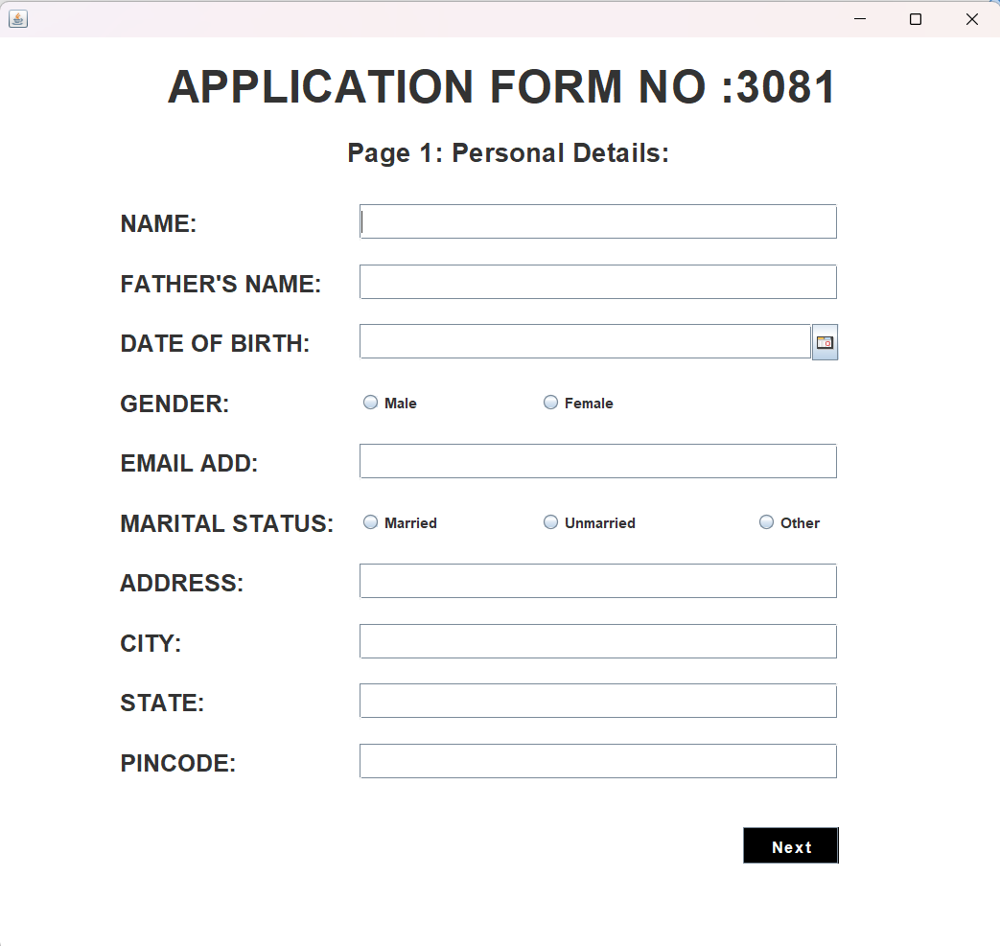 APPLICATION FORM NO :3081
Page 1: Personal Details:
NAME:
FATHER'S NAME:
DATE OF BIRTH:
GENDER: Male Female
EMAIL ADD:
MARITAL STATUS: Married Unmarried Other
ADDRESS:
CITY:
STATE:
PINCODE:
Next